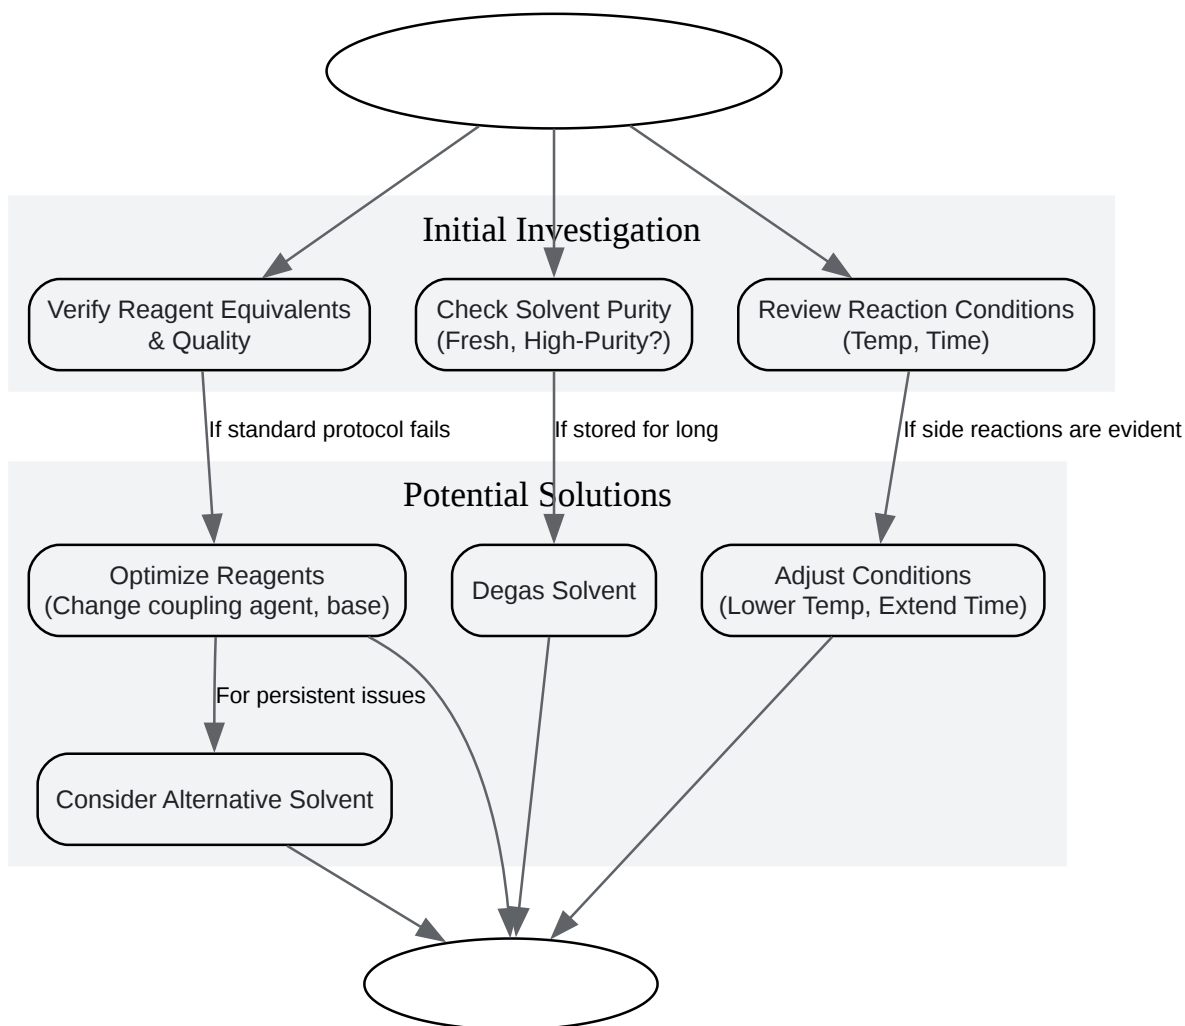 Initial Investigation
Verify Reagent Equivalents
& Quality
Check Solvent Purity
(Fresh, High-Purity?)
Review Reaction Conditions
(Temp, Time)
If standard protocol fails
If stored for long
If side reactions are evident
Potential Solutions
Optimize Reagents
(Change coupling agent, base)
Degas Solvent
Adjust Conditions
(Lower Temp, Extend Time)
For persistent issues
Consider Alternative Solvent